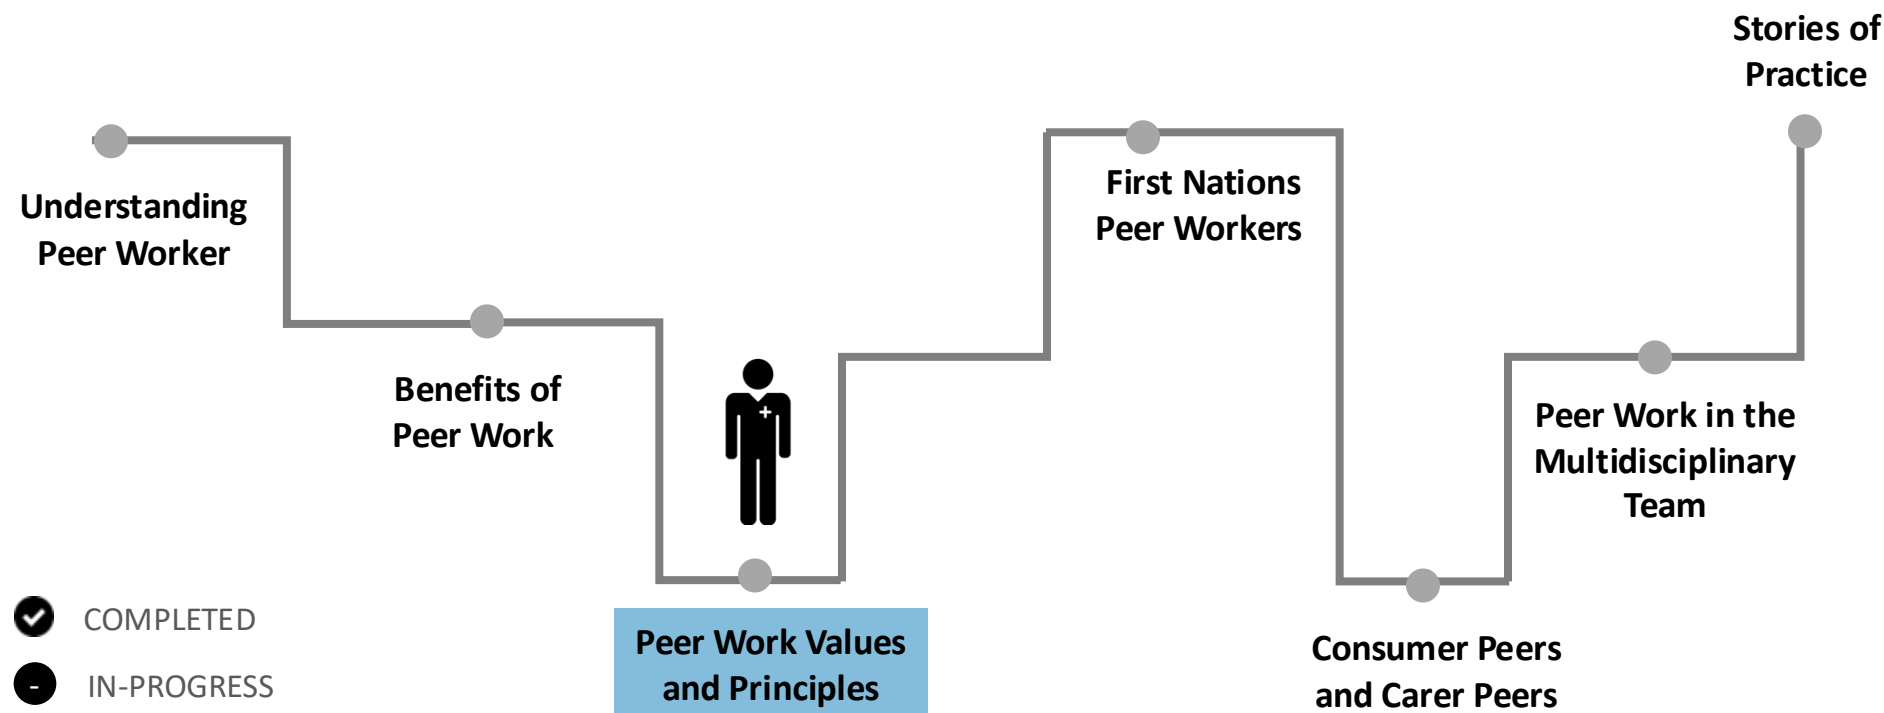 Understanding
Peer Worker
Benefits of
Peer Work
Peer Work Values
and Principles
First Nations
Peer Workers
Consumer Peers
and Carer Peers
Peer Work in the
Multidisciplinary
Team
Stories of
Practice
COMPLETED
- IN-PROGRESS